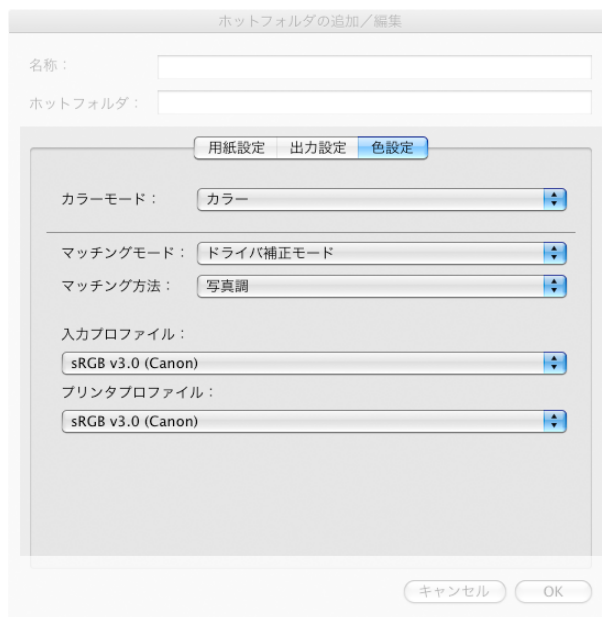 ホットフォルダの追加／編集
名称：
ホットフォルダ：
用紙設定 出力設定 色設定
カラーモード： カラー
マッチングモード： ドライバ補正モード
マッチング方法： 写真調
入力プロファイル：
sRGB v3.0 (Canon)
プリンタプロファイル：
sRGB v3.0 (Canon)
キャンセル OK